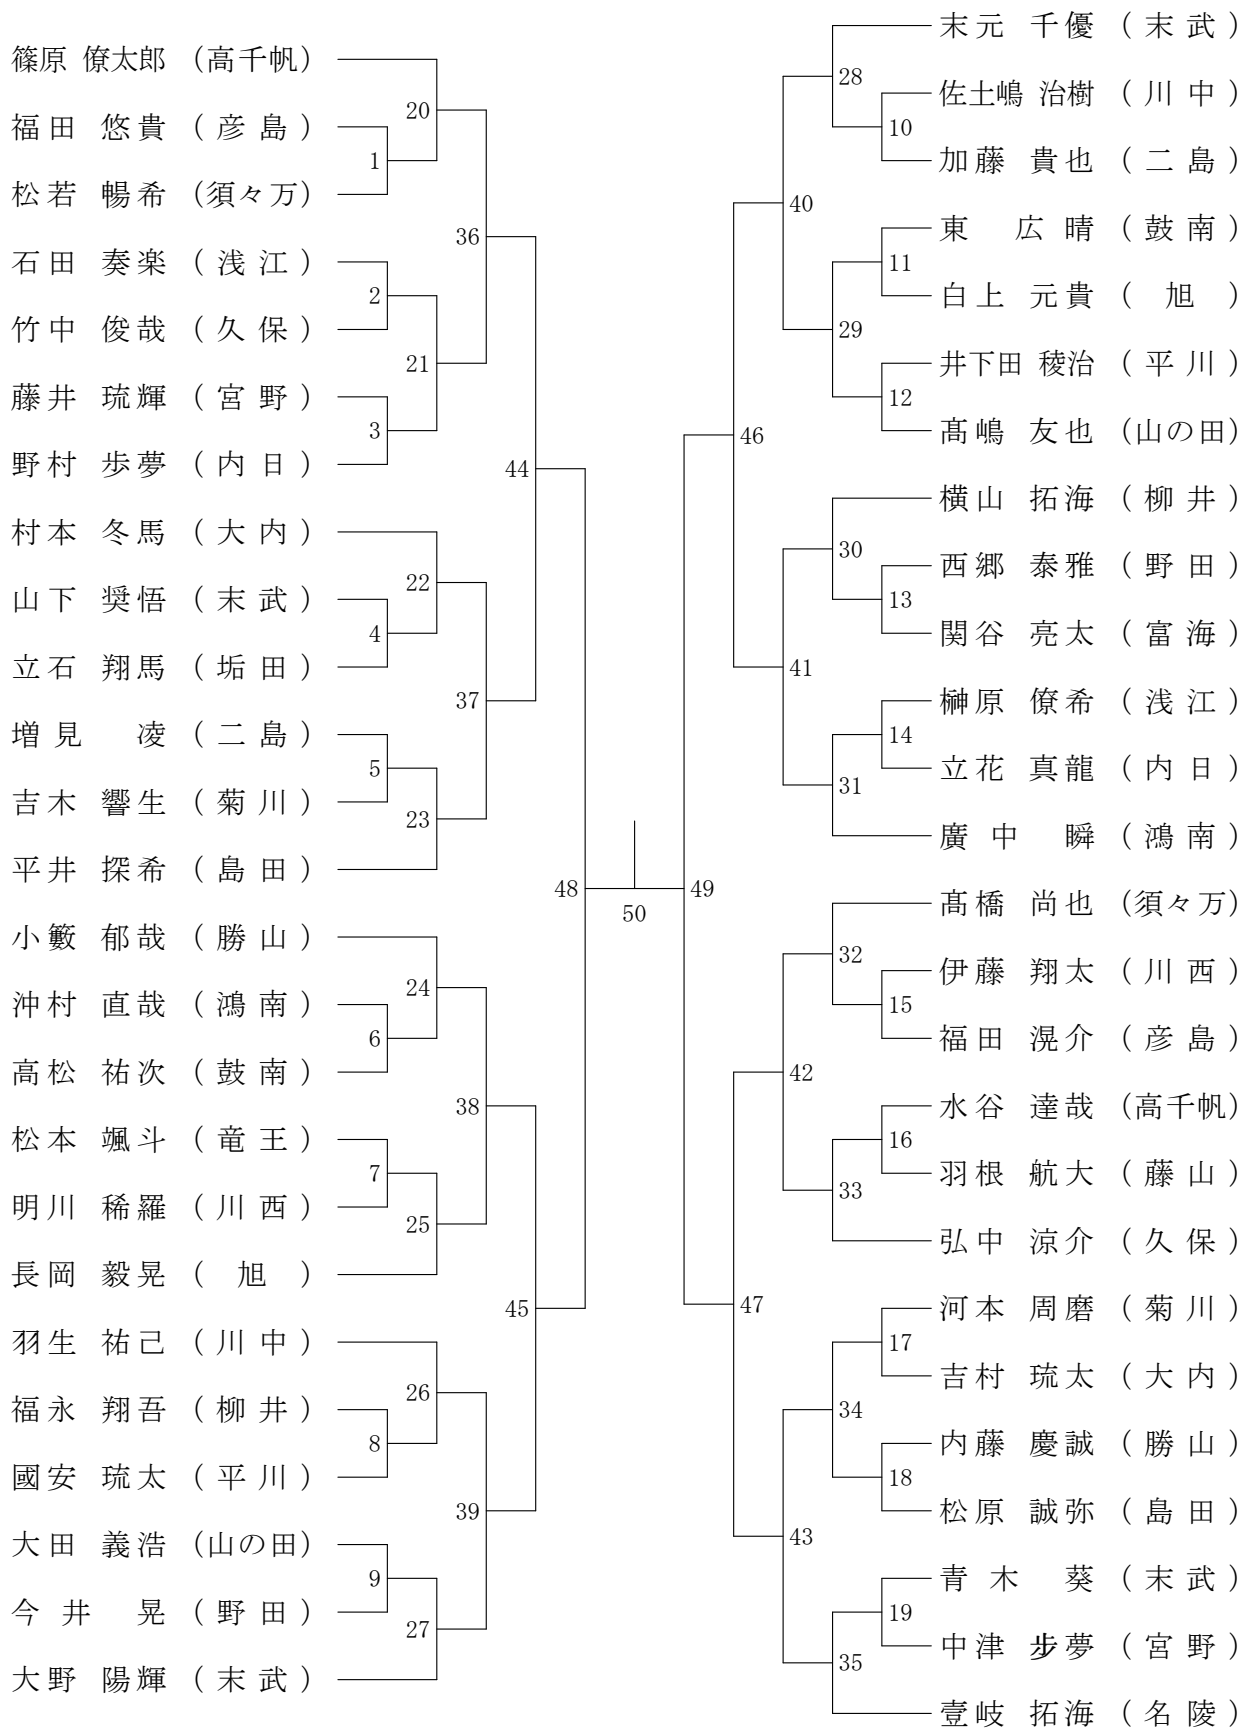 篠原 僚太郎 (高千帆)
福田 悠貴 (彦島)
松若 暢希 (須々万)
石田 奏楽 (浅江)
竹中 俊哉 (久保)
藤井 琉輝 (宮野)
野村 歩夢 (内日)
村本 冬馬 (大内)
山下 奨悟 (末武)
立石 翔馬 (垢田)
増見 凌 (二島)
吉木 響生 (菊川)
平井 探希 (島田)
小籔 郁哉 (勝山)
沖村 直哉 (鴻南)
高松 祐次 (鼓南)
松本 颯斗 (竜王)
明川 稀羅 (川西)
長岡 毅晃 (旭)
羽生 祐己 (川中)
福永 翔吾 (柳井)
國安 琉太 (平川)
大田 義浩 (山の田)
今井 晃 (野田)
大野 陽輝 (末武)
1
2
3
4
5
6
7
8
9
20
21
22
23
24
25
26
27
36
37
38
39
44
45
48
50
49
46
47
40
41
42
43
28
29
30
31
32
33
34
35
10
11
12
13
14
15
16
17
18
19
末元 千優 (末武)
佐土嶋 治樹 (川中)
加藤 貴也 (二島)
東 広晴 (鼓南)
白上 元貴 (旭)
井下田 稜治 (平川)
髙嶋 友也 (山の田)
横山 拓海 (柳井)
西郷 泰雅 (野田)
関谷 亮太 (富海)
榊原 僚希 (浅江)
立花 真龍 (内日)
廣中 瞬 (鴻南)
髙橋 尚也 (須々万)
伊藤 翔太 (川西)
福田 滉介 (彦島)
水谷 達哉 (高千帆)
羽根 航大 (藤山)
弘中 涼介 (久保)
河本 周磨 (菊川)
吉村 琉太 (大内)
内藤 慶誠 (勝山)
松原 誠弥 (島田)
青木 葵 (末武)
中津 歩夢 (宮野)
壹岐 拓海 (名陵)